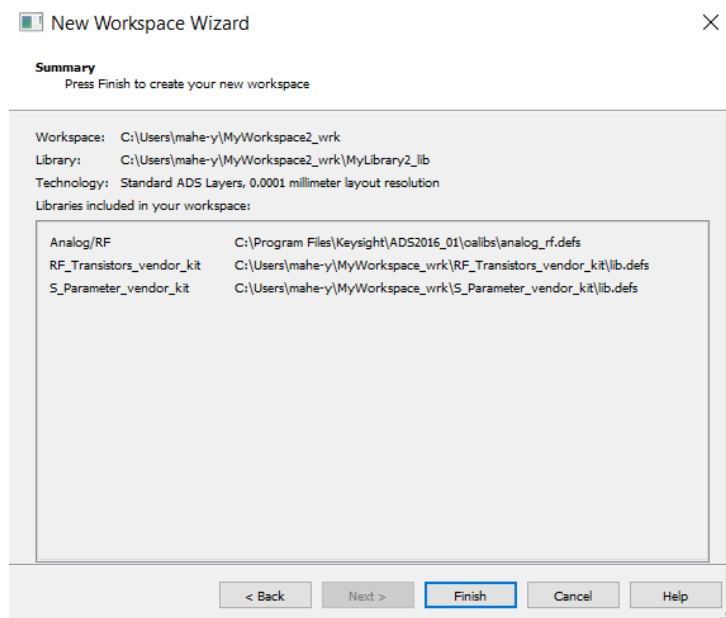 New Workspace Wizard
Summary
Press Finish to create your new workspace
Workspace: C:\Users\mahe-y\MyWorkspace2_wrk
Library: C:\Users\mahe-y\MyWorkspace2_wrk\MyLibrary2_lib
Technology: Standard ADS Layers, 0.0001 millimeter layout resolution
Libraries included in your workspace:
Analog/RF C:\Program Files\Keysight\ADS2016_01\oalibs\analog_rf.defs
RF_Transistors_vendor_kit C:\Users\mahe-y\MyWorkspace_wrk\RF_Transistors_vendor_kit\lib.defs
S_Parameter_vendor_kit C:\Users\mahe-y\MyWorkspace_wrk\S_Parameter_vendor_kit\lib.defs
< Back Next > Finish Cancel Help